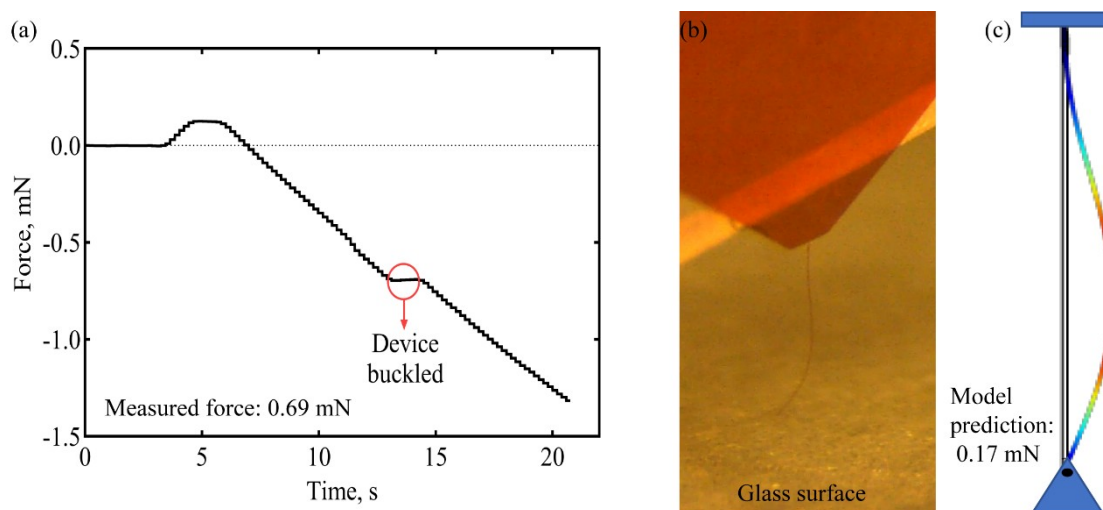 (a)
0.5
0.0
-0.5
-1.0
-1.5
Force, mN
Device
buckled
Measured force: 0.69 mN
0
5
10
15
20
Time, s
(b)
Glass surface
(c)
Model
prediction:
0.17 mN